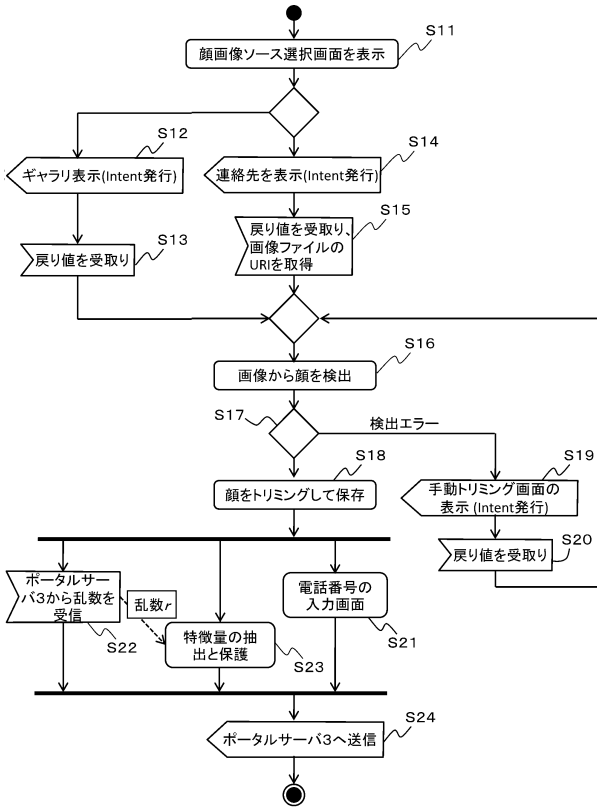 S11
顔画像ソース選択画面を表示
S12
ギャラリ表示(Intent発行)
S14
連絡先を表示(Intent発行)
S13
戻り値を受取り
S15
戻り値を受取り、
画像ファイルの
URIを取得
S16
画像から顔を検出
S17
検出エラー
S18
顔をトリミングして保存
S19
手動トリミング画面の
表示 (Intent発行)
S20
戻り値を受取り
ポータルサー
バ3から乱数を
受信
S22
乱数r
特徴量の抽
出と保護
S23
電話番号の
入力画面
S21
S24
ポータルサーバ3へ送信